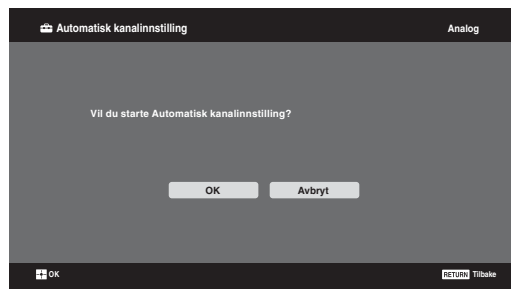 Automatisk kanalinnstilling
Analog
Vil du starte Automatisk kanalinnstilling?
OK
Avbryt
OK
RETURN Tilbake